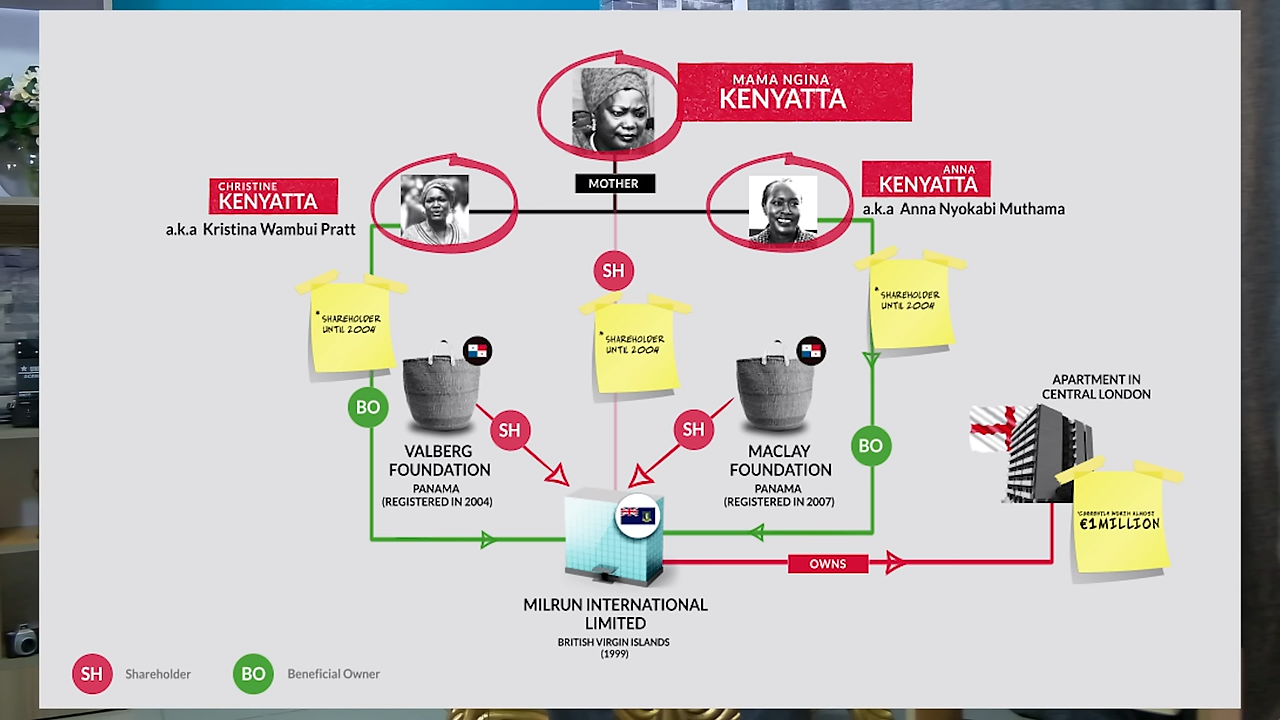 MAMA NGINA
KENYATTA
MOTHER
CHRISTINE
KENYATTA
a.k.a Kristina Wambui Pratt
ANNA
KENYATTA
a.k.a Anna Nyokabi Muthama
SH
* SHAREHOLDER
UNTIL 2004
* SHAREHOLDER
UNTIL 2004
* SHAREHOLDER
UNTIL 2004
BO
SH
SH
BO
VALBERG
FOUNDATION
PANAMA
(REGISTERED IN 2004)
MACLAY
FOUNDATION
PANAMA
(REGISTERED IN 2007)
APARTMENT IN
CENTRAL LONDON
*CURRENTLY WORTH ALMOST
€1MILLION
OWNS
MILRUN INTERNATIONAL
LIMITED
BRITISH VIRGIN ISLANDS
(1999)
SH Shareholder
BO Beneficial Owner